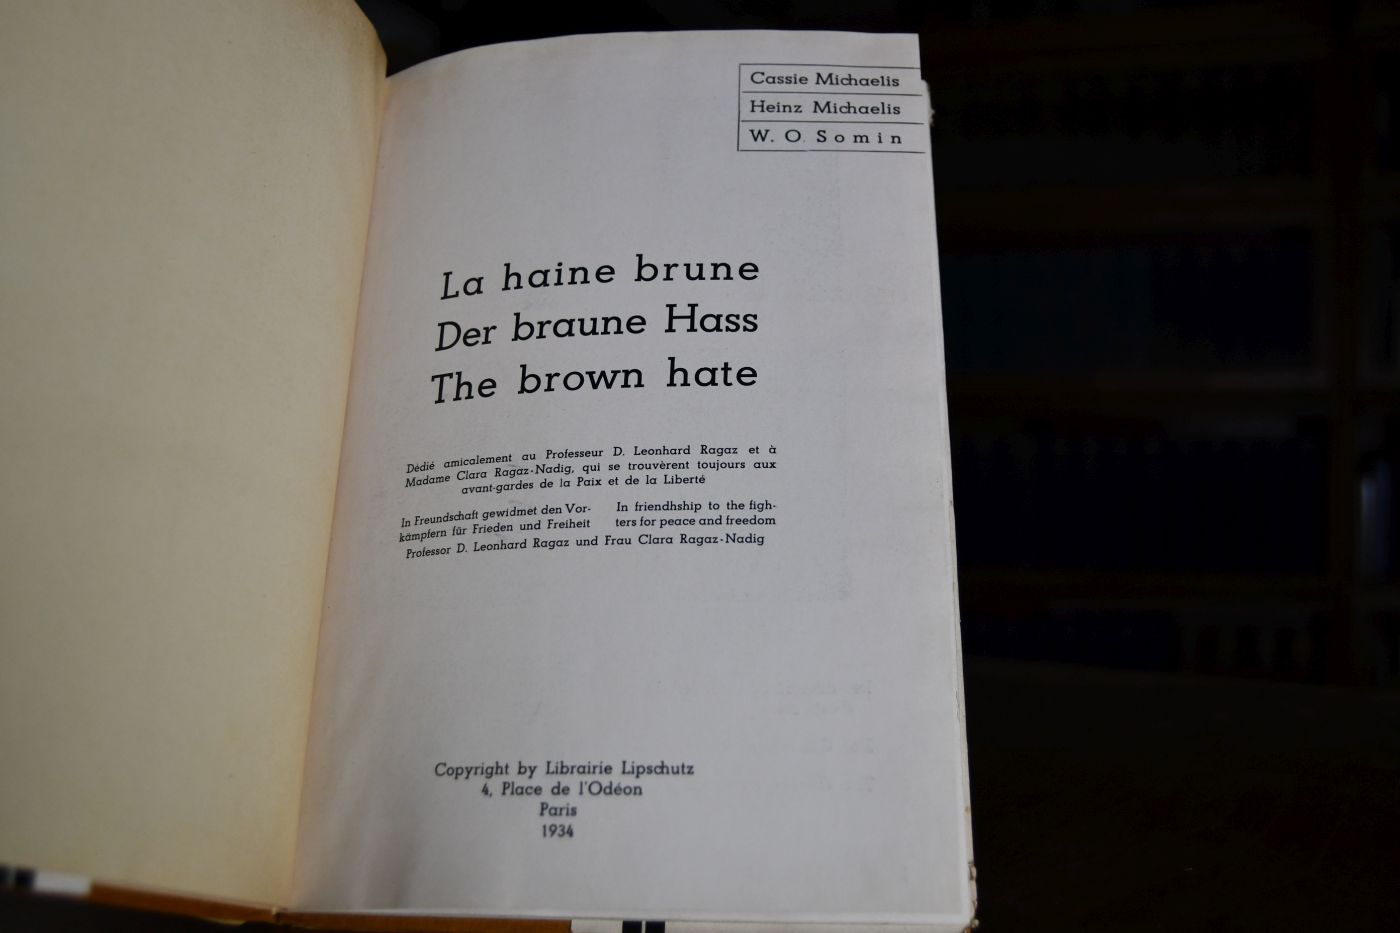 Cassie Michaelis
Heinz Michaelis
W. O. Somin
La haine brune
Der braune Hass
The brown hate
Dédié amicalement au Professeur D. Leonhard Ragaz et à
Madame Clara Ragaz-Nadig, qui se trouvèrent toujours aux
avant-gardes de la Paix et de la Liberté
In Freundschaft gewidmet den Vor-
kämpfern für Frieden und Freiheit
In friendhship to the figh-
ters for peace and freedom
Professor D. Leonhard Ragaz und Frau Clara Ragaz-Nadig
Copyright by Librairie Lipschutz
4, Place de l'Odéon
Paris
1934